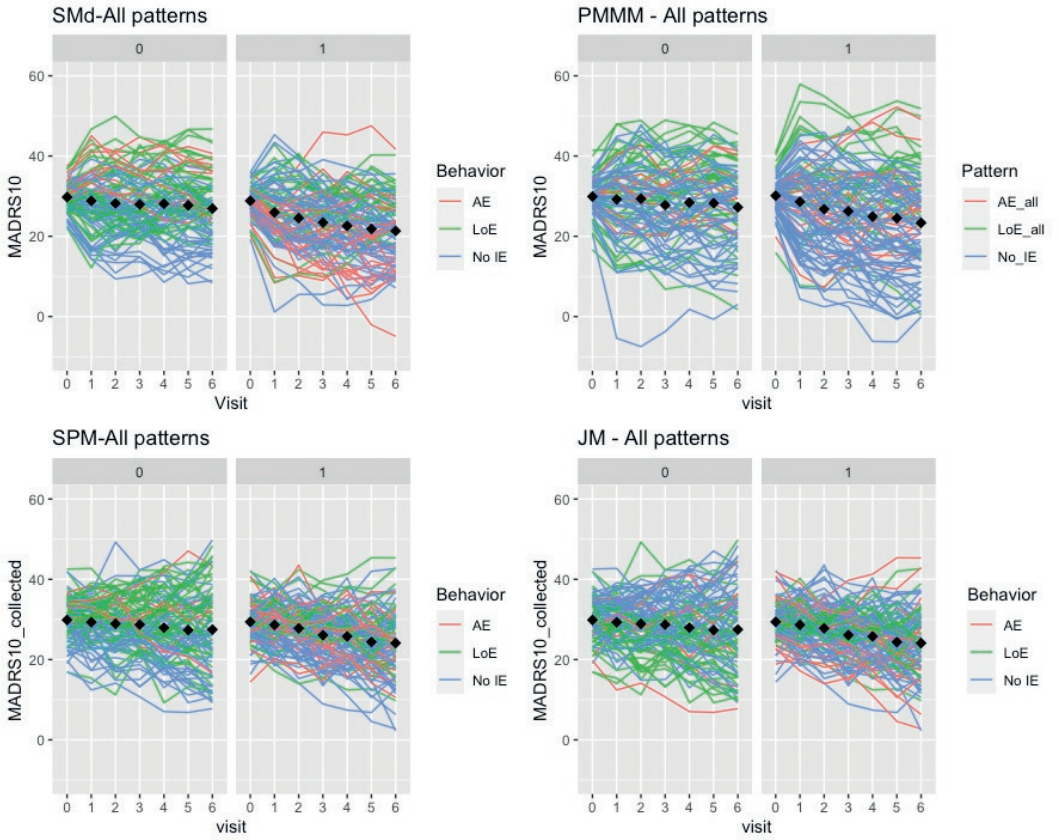 SMd-All patterns
0 1
60
40
20
0
MADRS10
0 1 2 3 4 5 6 0 1 2 3 4 5 6
Visit
Behavior
AE
LoE
No IE
PMMM - All patterns
0 1
60
40
20
0
MADRS10
0 1 2 3 4 5 6 0 1 2 3 4 5 6
visit
Pattern
AE_all
LoE_all
No_IE
SPM-All patterns
0 1
60
40
20
0
MADRS10_collected
0 1 2 3 4 5 6 0 1 2 3 4 5 6
visit
Behavior
AE
LoE
No IE
JM - All patterns
0 1
60
40
20
0
MADRS10_collected
0 1 2 3 4 5 6 0 1 2 3 4 5 6
visit
Behavior
AE
LoE
No IE